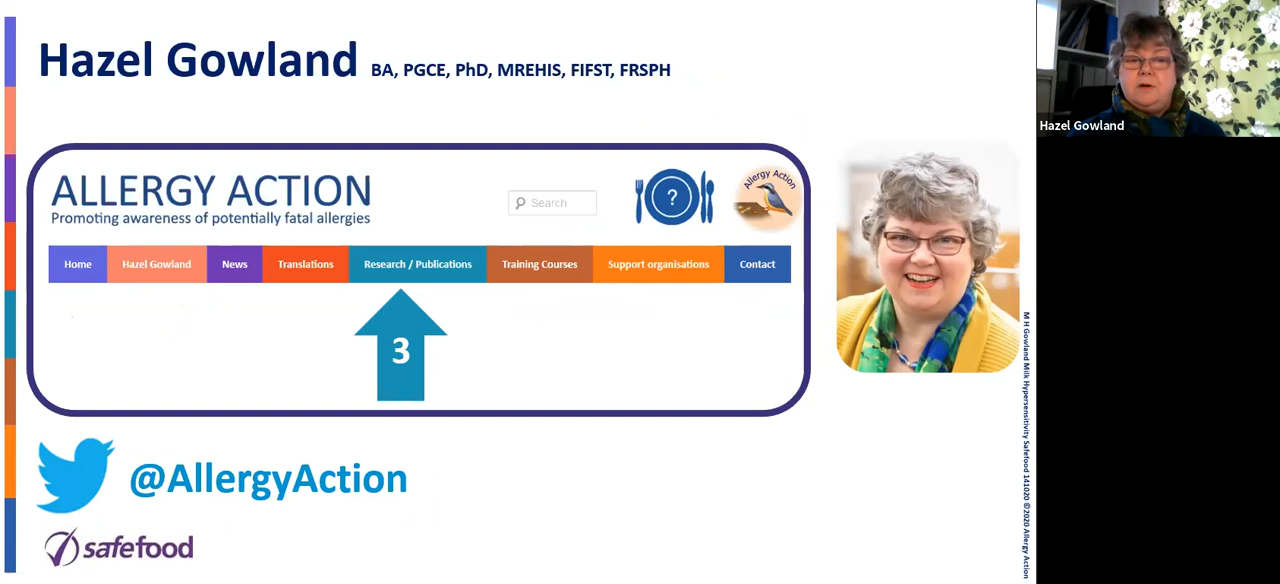 Hazel Gowland BA, PGCE, PhD, MREHIS, FIFST, FRSPH
Hazel Gowland
ALLERGY ACTION
Promoting awareness of potentially fatal allergies
Search
?
Allergy Action
Home Hazel Gowland News Translations Research / Publications Training Courses Support organisations Contact
3
@AllergyAction
safefood
M H Gowland Milk Hypersensitivity Safefood 141020 ©2020 Allergy Action